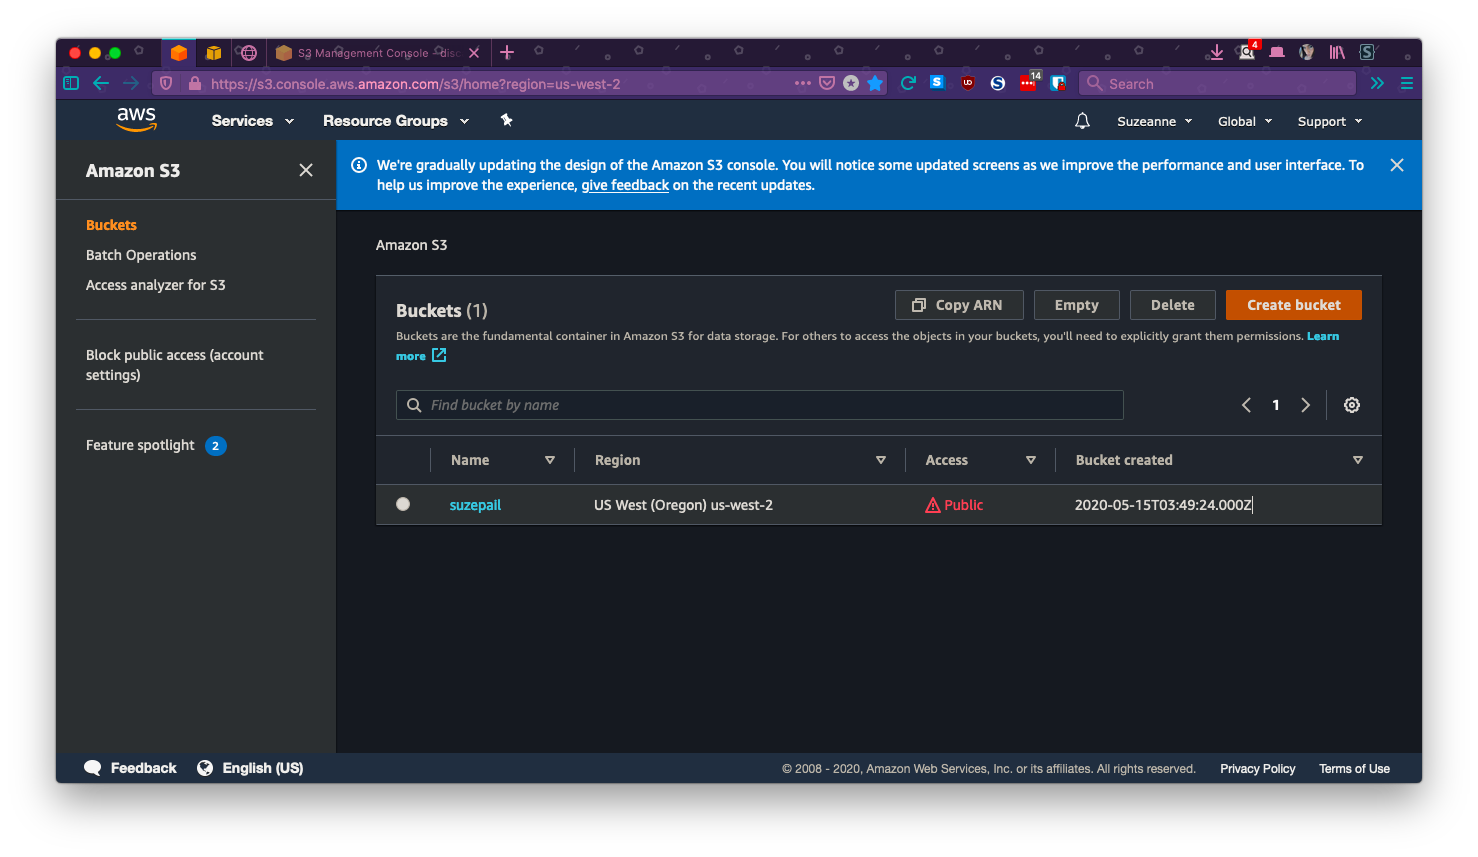 S3 Management Console - disc
4
https://s3.console.aws.amazon.com/s3/home?region=us-west-2
S
UD
S
14
Search
aws
Services
Resource Groups
Suzeanne
Global
Support
Amazon S3
We're gradually updating the design of the Amazon S3 console. You will notice some updated screens as we improve the performance and user interface. To
help us improve the experience, give feedback on the recent updates.
Buckets
Batch Operations
Access analyzer for S3
Block public access (account
settings)
Feature spotlight 2
Amazon S3
Buckets (1)
Copy ARN
Empty
Delete
Create bucket
Buckets are the fundamental container in Amazon S3 for data storage. For others to access the objects in your buckets, you'll need to explicitly grant them permissions. Learn
more
Find bucket by name
1
Name
Region
Access
Bucket created
suzepail
US West (Oregon) us-west-2
Public
2020-05-15T03:49:24.000Z
Feedback
English (US)
© 2008 - 2020, Amazon Web Services, Inc. or its affiliates. All rights reserved.
Privacy Policy
Terms of Use